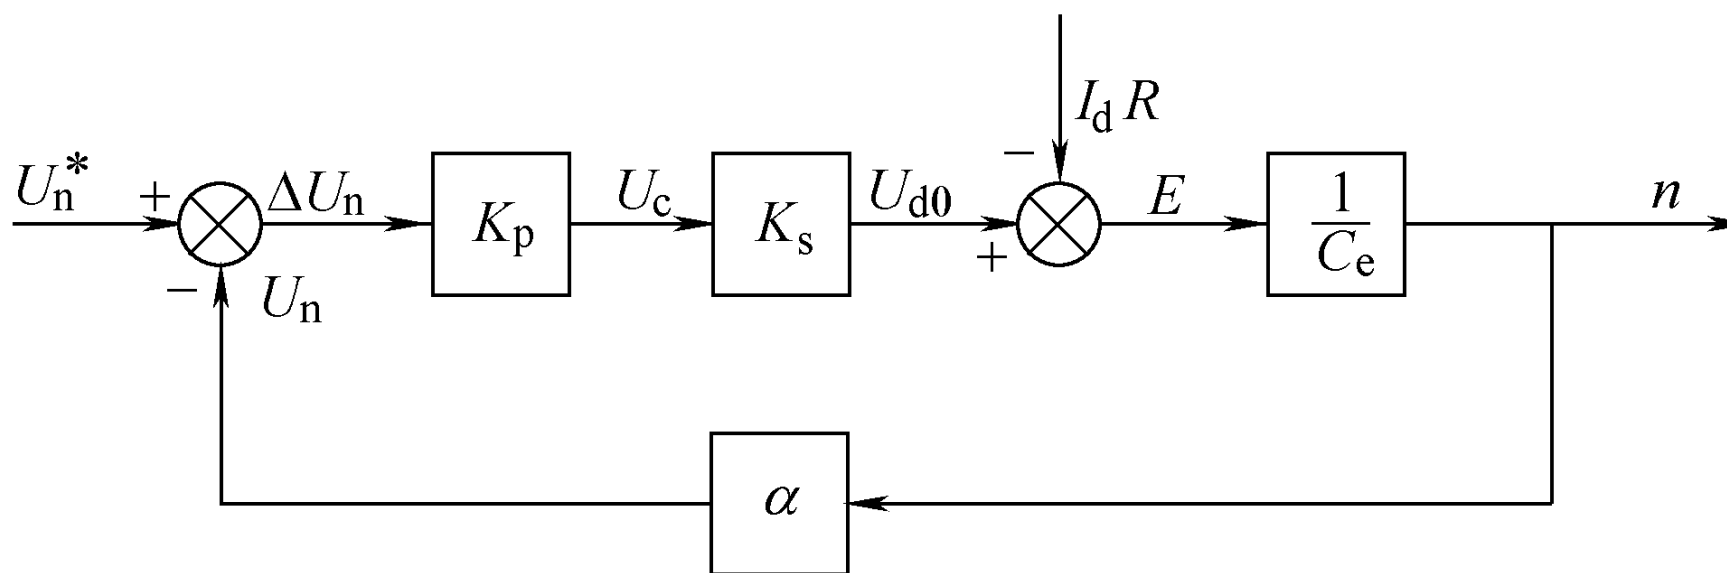 I_d R
U_n^* + ΔU_n K_p U_c K_s U_d0 − + E 1/C_e n
− U_n
α